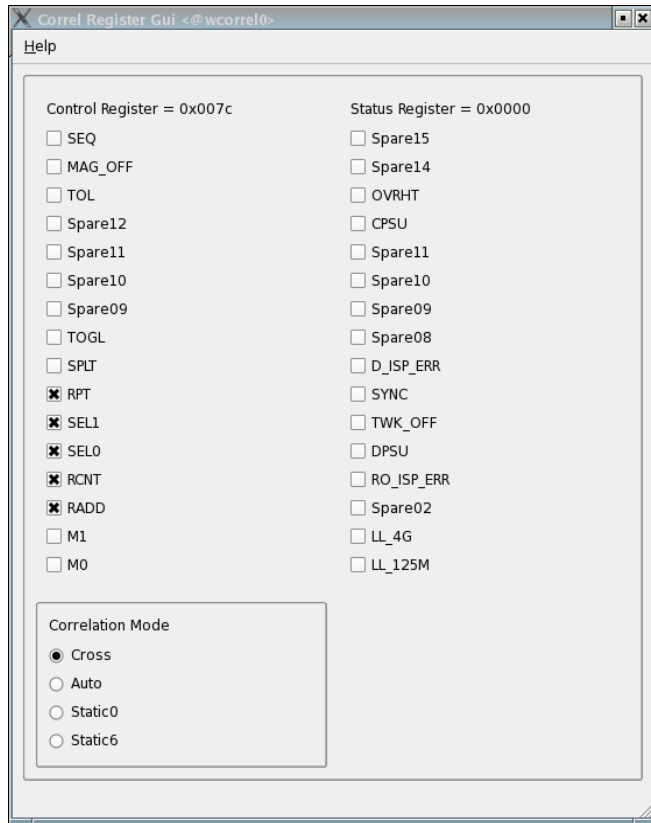 Correl Register Gui <@wcorrel0>
Help
Control Register = 0x007c
SEQ
MAG_OFF
TOL
Spare12
Spare11
Spare10
Spare09
TOGL
SPLT
RPT
SEL1
SEL0
RCNT
RADD
M1
M0
Status Register = 0x0000
Spare15
Spare14
OVRHT
CPSU
Spare11
Spare10
Spare09
Spare08
D_ISP_ERR
SYNC
TWK_OFF
DPSU
RO_ISP_ERR
Spare02
LL_4G
LL_125M
Correlation Mode
Cross
Auto
Static0
Static6